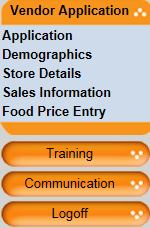 Vendor Application
Application
Demographics
Store Details
Sales Information
Food Price Entry
Training
Communication
Logoff